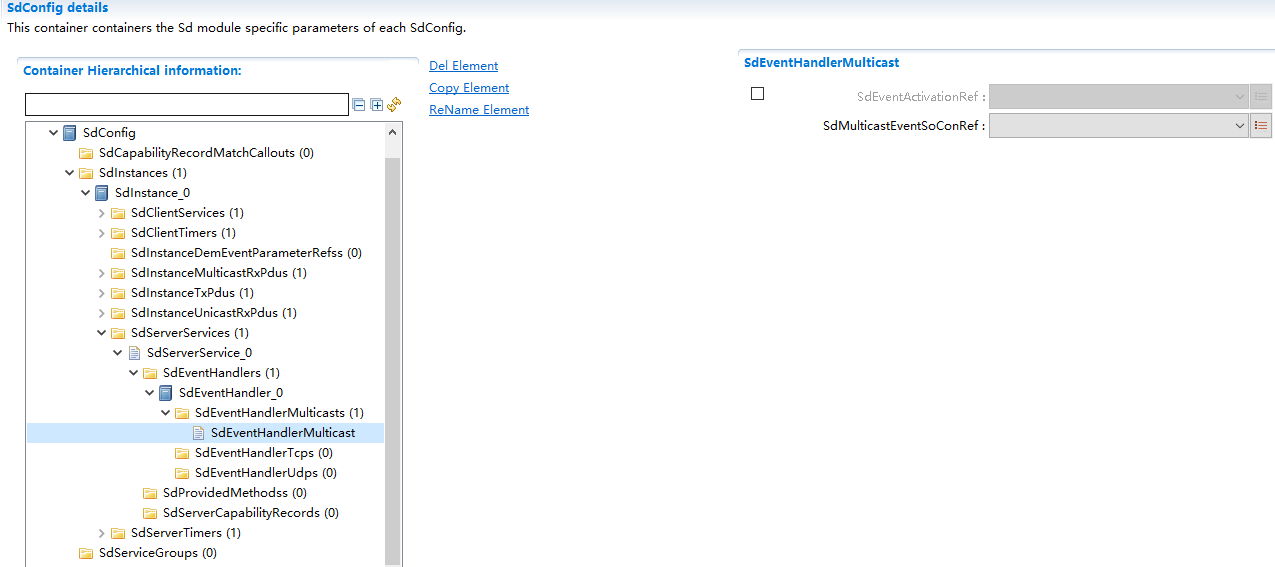 SdConfig details
This container containers the Sd module specific parameters of each SdConfig.
Container Hierarchical information:
Del Element
Copy Element
ReName Element
SdConfig
SdCapabilityRecordMatchCallouts (0)
SdInstances (1)
SdInstance_0
SdClientServices (1)
SdClientTimers (1)
SdInstanceDemEventParameterRefss (0)
SdInstanceMulticastRxPdus (1)
SdInstanceTxPdus (1)
SdInstanceUnicastRxPdus (1)
SdServerServices (1)
SdServerService_0
SdEventHandlers (1)
SdEventHandler_0
SdEventHandlerMulticasts (1)
SdEventHandlerMulticast
SdEventHandlerTcps (0)
SdEventHandlerUdps (0)
SdProvidedMethodss (0)
SdServerCapabilityRecords (0)
SdServerTimers (1)
SdServiceGroups (0)
SdEventHandlerMulticast
SdEventActivationRef :
SdMulticastEventSoConRef :